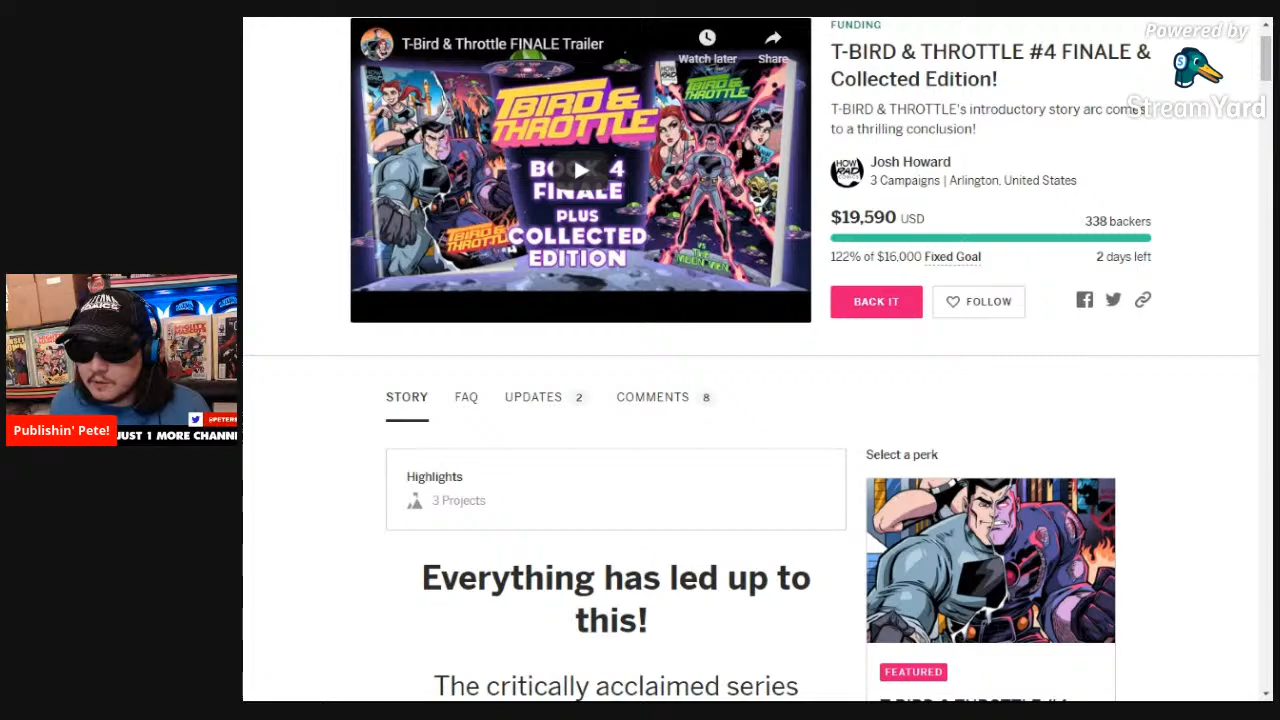 Powered by
StreamYard
T-Bird & Throttle FINALE Trailer
Watch later
Share
TBIRD &
THROTTLE
BOOK 4
FINALE
PLUS
COLLECTED
EDITION
FUNDING
T-BIRD & THROTTLE #4 FINALE &
Collected Edition!
T-BIRD & THROTTLE's introductory story arc comes
to a thrilling conclusion!
Josh Howard
3 Campaigns | Arlington, United States
$19,590 USD
338 backers
122% of $16,000 Fixed Goal
2 days left
BACK IT
FOLLOW
Publishin' Pete!
JUST 1 MORE CHANN
STORY
FAQ
UPDATES 2
COMMENTS 8
Highlights
3 Projects
Everything has led up to
this!
The critically acclaimed series
Select a perk
FEATURED